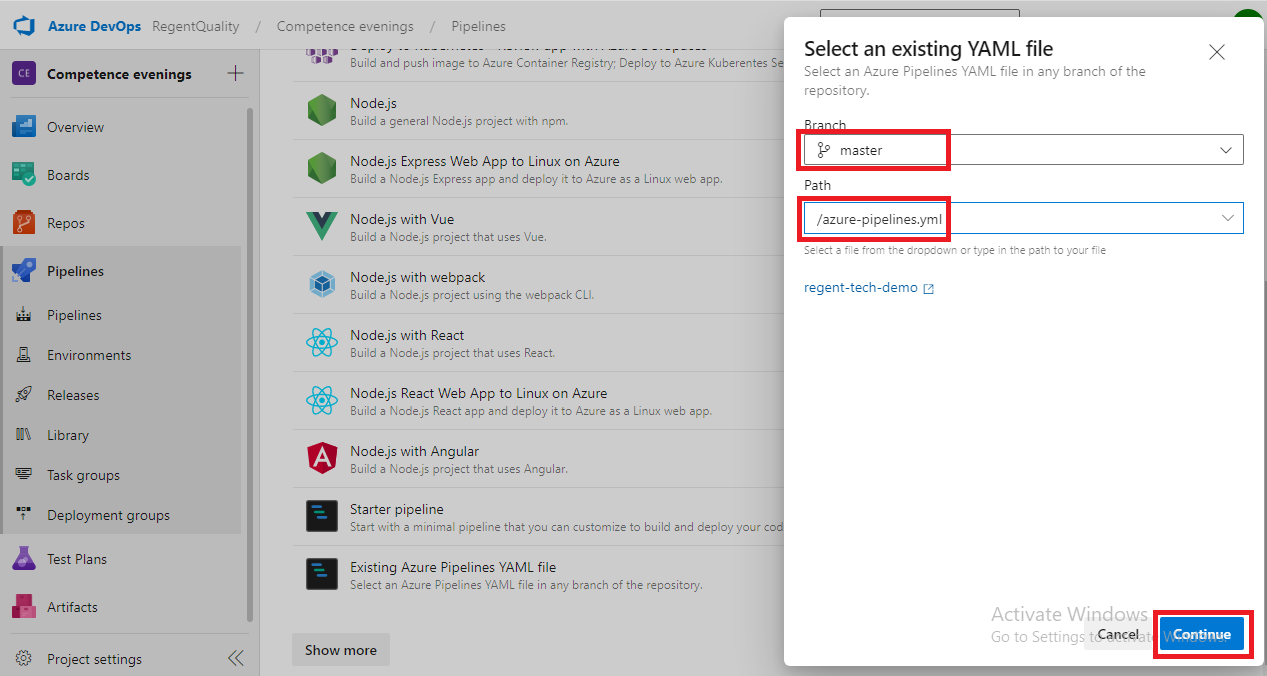 Azure DevOps RegentQuality / Competence evenings / Pipelines
CE Competence evenings
Overview
Boards
Repos
Pipelines
Pipelines
Environments
Releases
Library
Task groups
Deployment groups
Test Plans
Artifacts
Project settings
Build and push image to Azure Container Registry; Deploy to Azure Kuberentes Se
Node.js
Build a general Node.js project with npm.
Node.js Express Web App to Linux on Azure
Build a Node.js Express app and deploy it to Azure as a Linux web app.
Node.js with Vue
Build a Node.js project that uses Vue.
Node.js with webpack
Build a Node.js project using the webpack CLI.
Node.js with React
Build a Node.js project that uses React.
Node.js React Web App to Linux on Azure
Build a Node.js React app and deploy it to Azure as a Linux web app.
Node.js with Angular
Build a Node.js project that uses Angular.
Starter pipeline
Start with a minimal pipeline that you can customize to build and deploy your cod
Existing Azure Pipelines YAML file
Select an Azure Pipelines YAML file in any branch of the repository.
Show more
Select an existing YAML file
Select an Azure Pipelines YAML file in any branch of the
repository.
Branch
master
Path
/azure-pipelines.yml
Select a file from the dropdown or type in the path to your file
regent-tech-demo
Activate Windows
Go to Settings to activate Windows.
Cancel
Continue